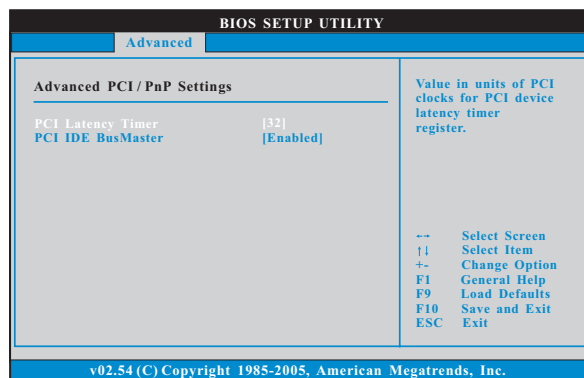 BIOS SETUP UTILITY
Advanced
Advanced PCI / PnP Settings
PCI Latency Timer [32]
PCI IDE BusMaster [Enabled]
Value in units of PCI
clocks for PCI device
latency timer
register.
←→ Select Screen
↑↓ Select Item
+- Change Option
F1 General Help
F9 Load Defaults
F10 Save and Exit
ESC Exit
v02.54 (C) Copyright 1985-2005, American Megatrends, Inc.